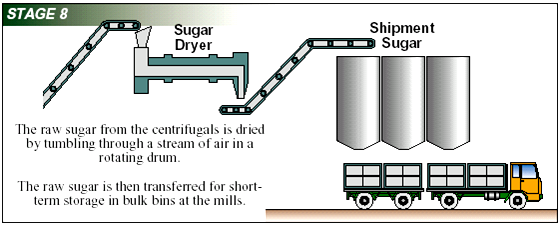 STAGE 8
Sugar
Dryer
Shipment
Sugar
The raw sugar from the centrifugals is dried
by tumbling through a stream of air in a
rotating drum.
The raw sugar is then transferred for short-
term storage in bulk bins at the mills.